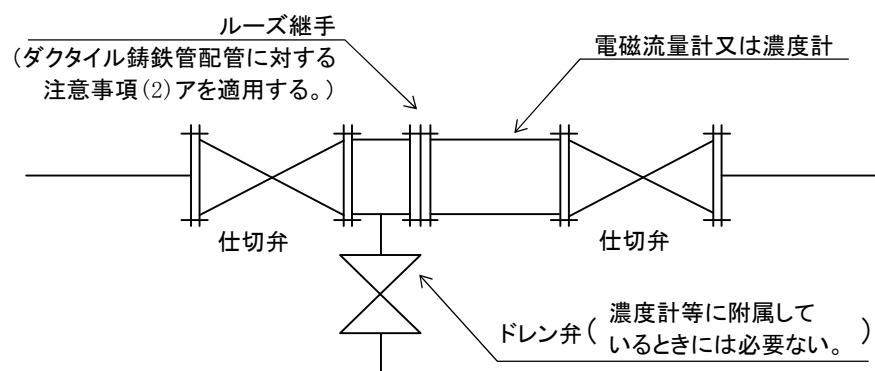 ルーズ継手
(ダクタイル鋳鉄管配管に対する
注意事項(2)アを適用する。)
電磁流量計又は濃度計
仕切弁
仕切弁
ドレン弁(濃度計等に附属して
いるときには必要ない。)